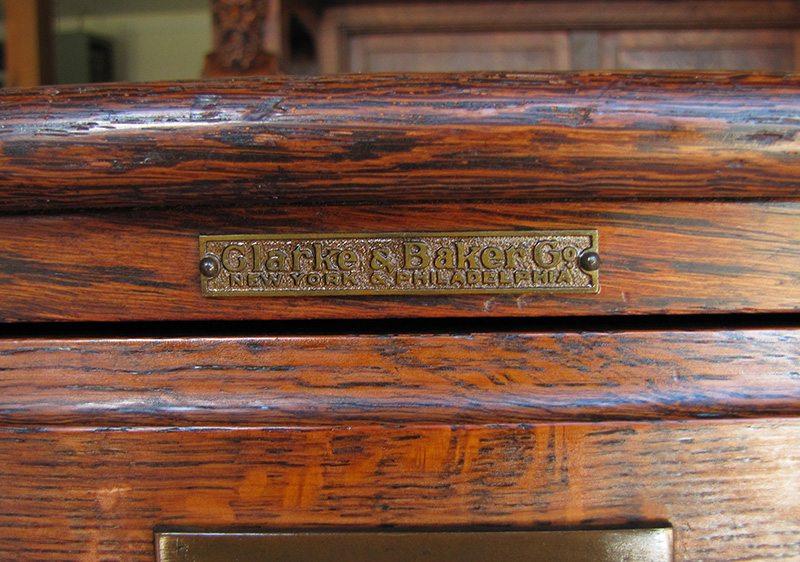 Clarke & Baker Co
NEW YORK & PHILADELPHIA